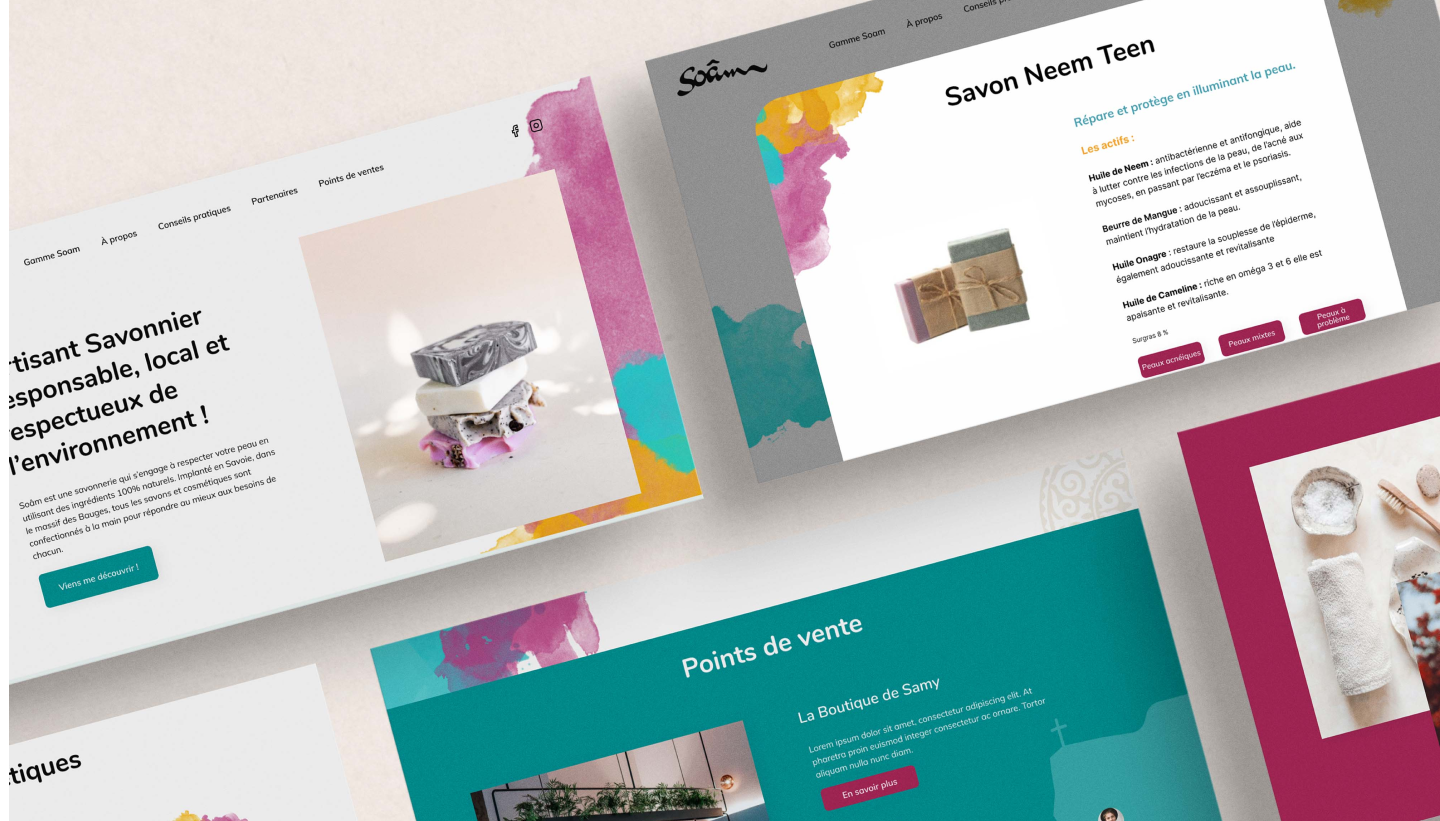 Gamme Soam
À propos
Conseils pratiques
Partenaires
Points de ventes
rtisant Savonnier
esponsable, local et
respectueux de
l'environnement !
Soâm est une savonnerie qui s'engage à respecter votre peau en
utilisant des ingrédients 100% naturels. Implanté en Savoie, dans
le massif des Bauges, tous les savons et cosmétiques sont
confectionnés à la main pour répondre au mieux aux besoins de
chacun.
Viens me découvrir !
Soâm
Gamme Soam
À propos
Conseils
Savon Neem Teen
Répare et protège en illuminant la peau.
Les actifs :
Huile de Neem : antibactérienne et antifongique, aide
à lutter contre les infections de la peau, de l'acné aux
mycoses, en passant par l'eczéma et le psoriasis.
Beurre de Mangue : adoucissant et assouplissant,
maintient l'hydratation de la peau.
Huile Onagre : restaure la souplesse de l'épiderme,
également adoucissante et revitalisante
Huile de Cameline : riche en oméga 3 et 6 elle est
apaisante et revitalisante.
Surgras 8 %
Peaux acnéiques
Peaux mixtes
Peaux à
problème
tiques
Points de vente
La Boutique de Samy
Lorem ipsum dolor sit amet, consectetur adipiscing elit. At
pharetra proin euismod integer consectetur ac ornare. Tortor
aliquam nulla nunc diam.
En savoir plus